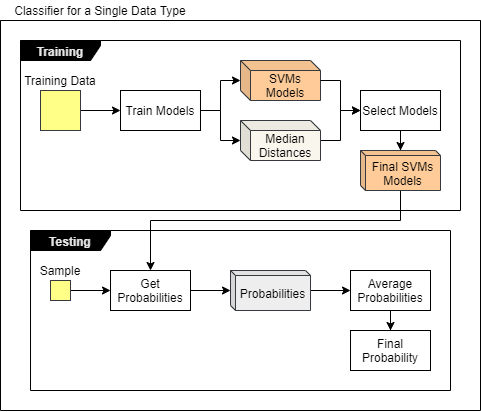 Classifier for a Single Data Type
Training
Training Data
Train Models
SVMs
Models
Median
Distances
Select Models
Final SVMs
Models
Testing
Sample
Get
Probabilities
Probabilities
Average
Probabilities
Final
Probability